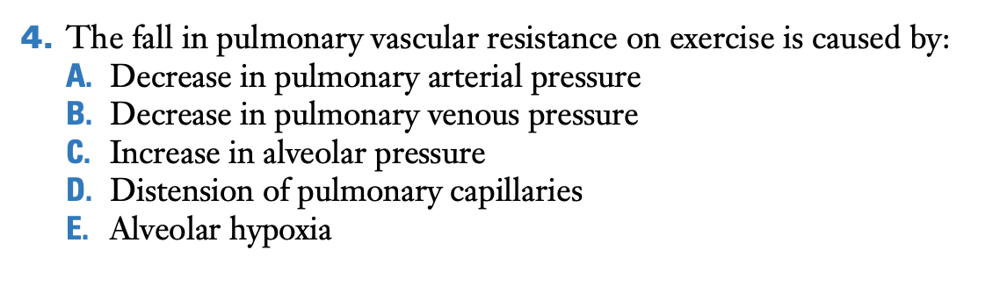 4. The fall in pulmonary vascular resistance on exercise is caused by:
A. Decrease in pulmonary arterial pressure
B. Decrease in pulmonary venous pressure
C. Increase in alveolar pressure
D. Distension of pulmonary capillaries
E. Alveolar hypoxia